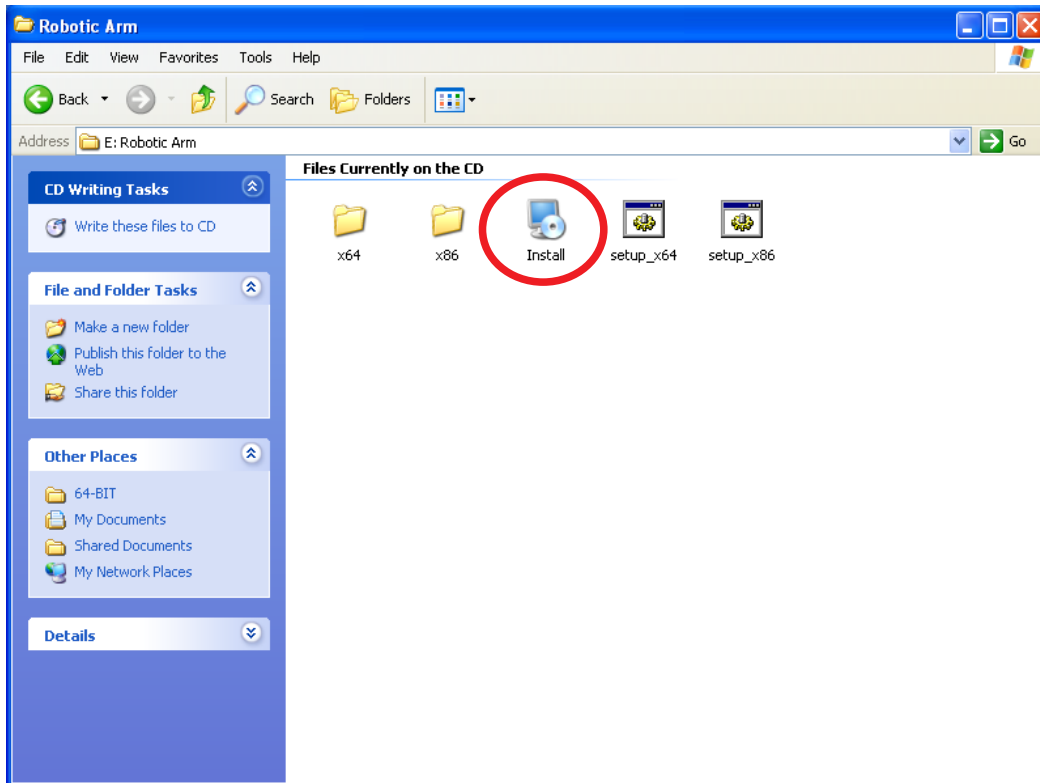 Robotic Arm
File Edit View Favorites Tools Help
Back Search Folders
Address E: Robotic Arm Go
CD Writing Tasks
Write these files to CD
File and Folder Tasks
Make a new folder
Publish this folder to the
Web
Share this folder
Other Places
64-BIT
My Documents
Shared Documents
My Network Places
Details
Files Currently on the CD
x64 x86 Install setup_x64 setup_x86